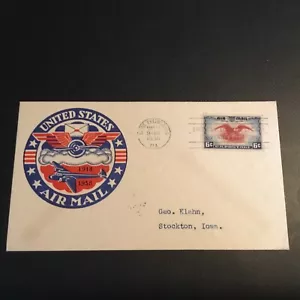 UNITED STATES
1918
1938
AIR MAIL
AIR MAIL
6¢ 6¢
Geo. Klehn,
Stockton, Iowa.